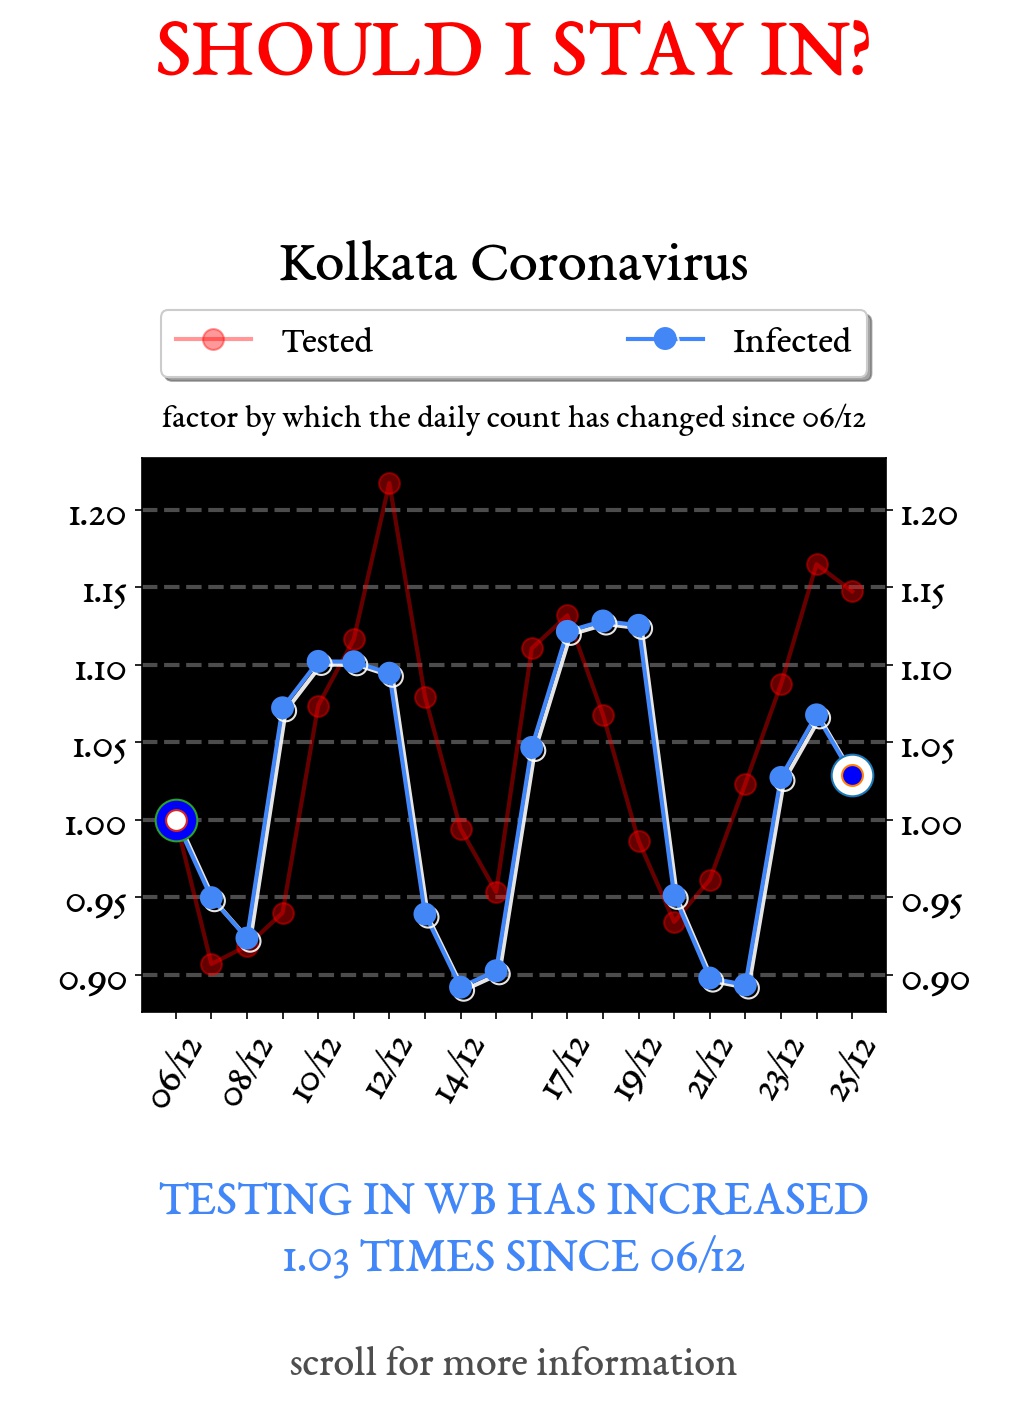 SHOULD I STAY IN?
Kolkata Coronavirus
Tested Infected
factor by which the daily count has changed since 06/12
1.20 1.20
1.15 1.15
1.10 1.10
1.05 1.05
1.00 1.00
0.95 0.95
0.90 0.90
06/12 08/12 10/12 12/12 14/12 17/12 19/12 21/12 23/12 25/12
TESTING IN WB HAS INCREASED
1.03 TIMES SINCE 06/12
scroll for more information